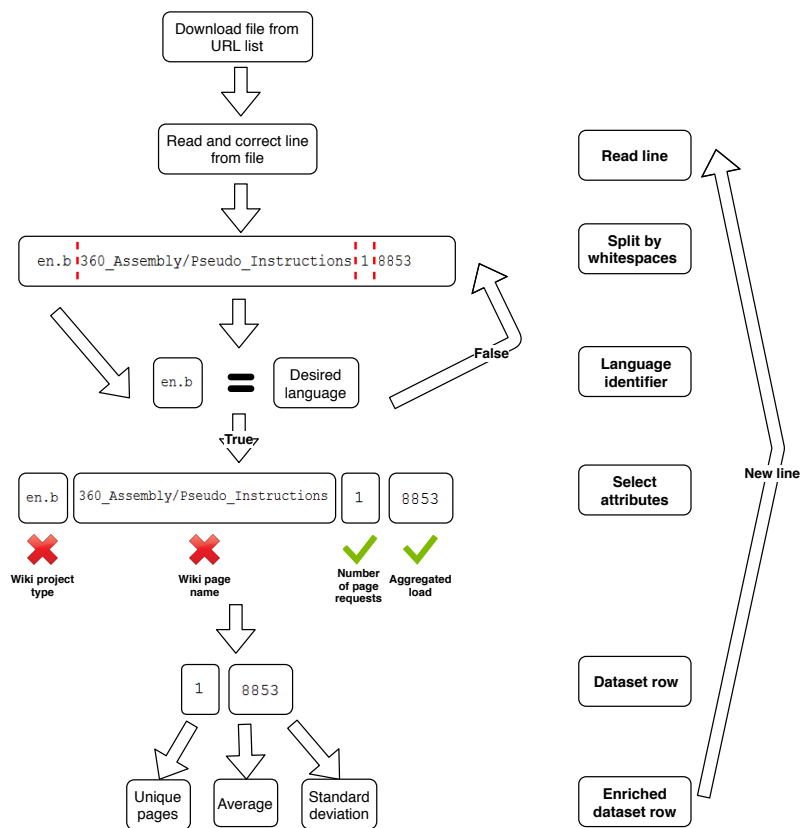 Download file from
URL list
Read and correct line
from file
Read line
en.b 360_Assembly/Pseudo_Instructions 1 8853
Split by
whitespaces
False
en.b = Desired
language
Language
identifier
True
New line
en.b 360_Assembly/Pseudo_Instructions 1 8853
Select
attributes
Wiki project
type
Wiki page
name
Number
of page
requests
Aggregated
load
1 8853
Dataset row
Unique
pages
Average
Standard
deviation
Enriched
dataset row